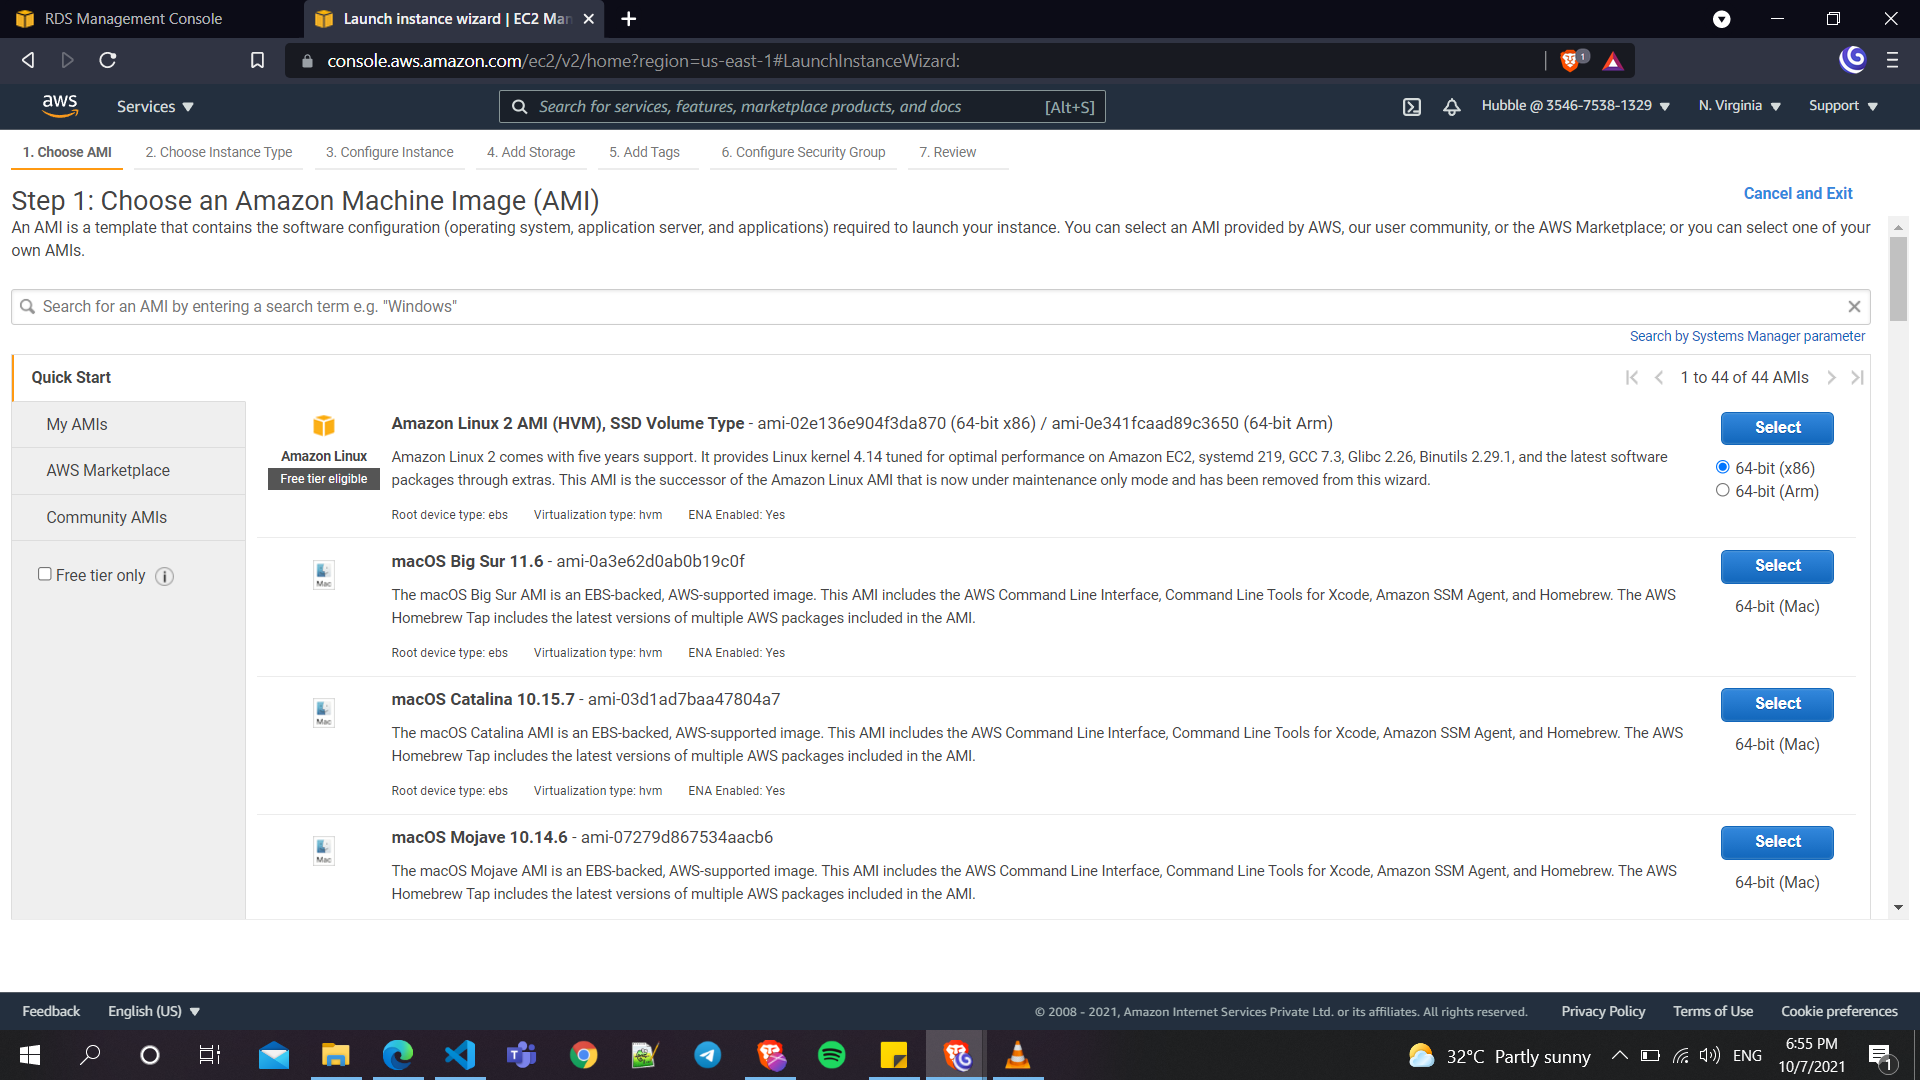 RDS Management Console
Launch instance wizard | EC2 Man
console.aws.amazon.com/ec2/v2/home?region=us-east-1#LaunchInstanceWizard:
1
aws
Services
Search for services, features, marketplace products, and docs
[Alt+S]
Hubble @ 3546-7538-1329
N. Virginia
Support
1. Choose AMI
2. Choose Instance Type
3. Configure Instance
4. Add Storage
5. Add Tags
6. Configure Security Group
7. Review
Step 1: Choose an Amazon Machine Image (AMI)
Cancel and Exit
An AMI is a template that contains the software configuration (operating system, application server, and applications) required to launch your instance. You can select an AMI provided by AWS, our user community, or the AWS Marketplace; or you can select one of your
own AMIs.
Search for an AMI by entering a search term e.g. "Windows"
Search by Systems Manager parameter
Quick Start
1 to 44 of 44 AMIs
My AMIs
AWS Marketplace
Community AMIs
Free tier only
Amazon Linux
Free tier eligible
Amazon Linux 2 AMI (HVM), SSD Volume Type - ami-02e136e904f3da870 (64-bit x86) / ami-0e341fcaad89c3650 (64-bit Arm)
Amazon Linux 2 comes with five years support. It provides Linux kernel 4.14 tuned for optimal performance on Amazon EC2, systemd 219, GCC 7.3, Glibc 2.26, Binutils 2.29.1, and the latest software
packages through extras. This AMI is the successor of the Amazon Linux AMI that is now under maintenance only mode and has been removed from this wizard.
Root device type: ebs
Virtualization type: hvm
ENA Enabled: Yes
Select
64-bit (x86)
64-bit (Arm)
Mac
macOS Big Sur 11.6 - ami-0a3e62d0ab0b19c0f
The macOS Big Sur AMI is an EBS-backed, AWS-supported image. This AMI includes the AWS Command Line Interface, Command Line Tools for Xcode, Amazon SSM Agent, and Homebrew. The AWS
Homebrew Tap includes the latest versions of multiple AWS packages included in the AMI.
Root device type: ebs
Virtualization type: hvm
ENA Enabled: Yes
Select
64-bit (Mac)
Mac
macOS Catalina 10.15.7 - ami-03d1ad7baa47804a7
The macOS Catalina AMI is an EBS-backed, AWS-supported image. This AMI includes the AWS Command Line Interface, Command Line Tools for Xcode, Amazon SSM Agent, and Homebrew. The AWS
Homebrew Tap includes the latest versions of multiple AWS packages included in the AMI.
Root device type: ebs
Virtualization type: hvm
ENA Enabled: Yes
Select
64-bit (Mac)
Mac
macOS Mojave 10.14.6 - ami-07279d867534aacb6
The macOS Mojave AMI is an EBS-backed, AWS-supported image. This AMI includes the AWS Command Line Interface, Command Line Tools for Xcode, Amazon SSM Agent, and Homebrew. The AWS
Homebrew Tap includes the latest versions of multiple AWS packages included in the AMI.
Select
64-bit (Mac)
Feedback
English (US)
© 2008 - 2021, Amazon Internet Services Private Ltd. or its affiliates. All rights reserved.
Privacy Policy
Terms of Use
Cookie preferences
32°C Partly sunny
ENG
6:55 PM
10/7/2021
1